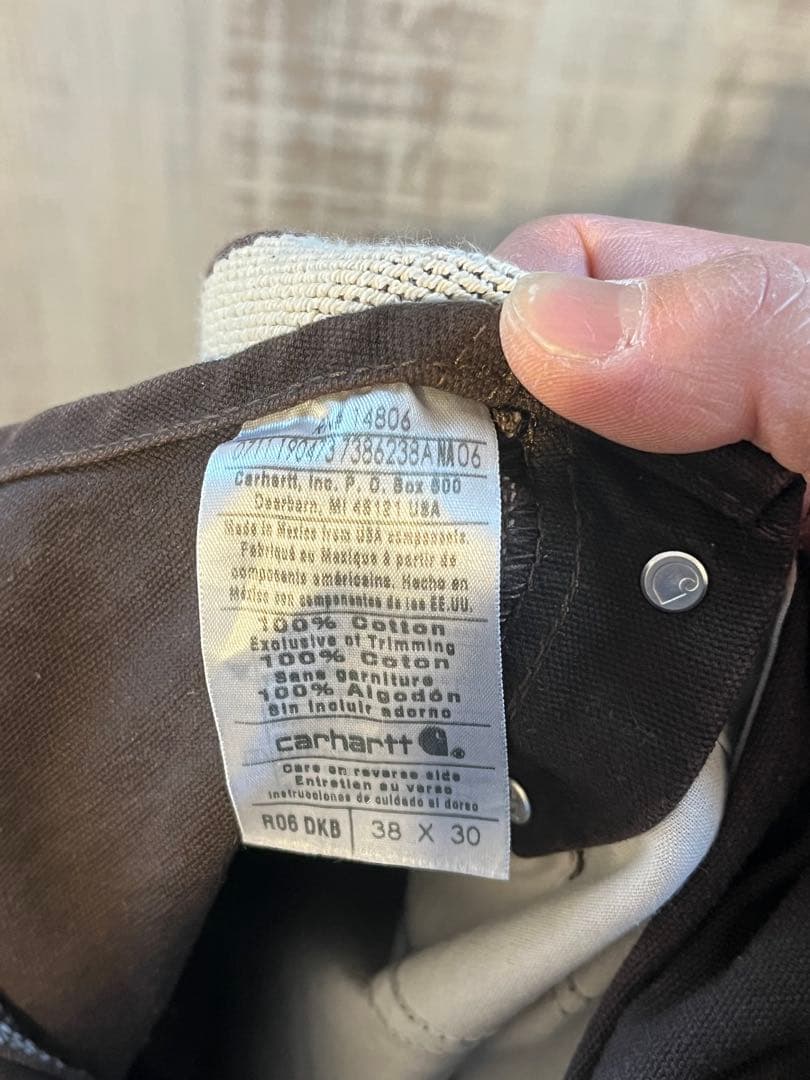 RN# 14806
Carhartt, Inc. P. O. Box 600
Dearborn, MI 48121 USA
Made in Mexico from USA components.
Fabriqué au Mexique à partir de
composants américains. Hecho en
México con componentes de los EE.UU.
100% Cotton
Exclusive of Trimming
100% Coton
Sans garniture
100% Algodón
Sin incluir adorno
carhartt
Care on reverse side
Entretien au verso
Instrucciones de cuidado al dorso
R06 DKB 38 X 30